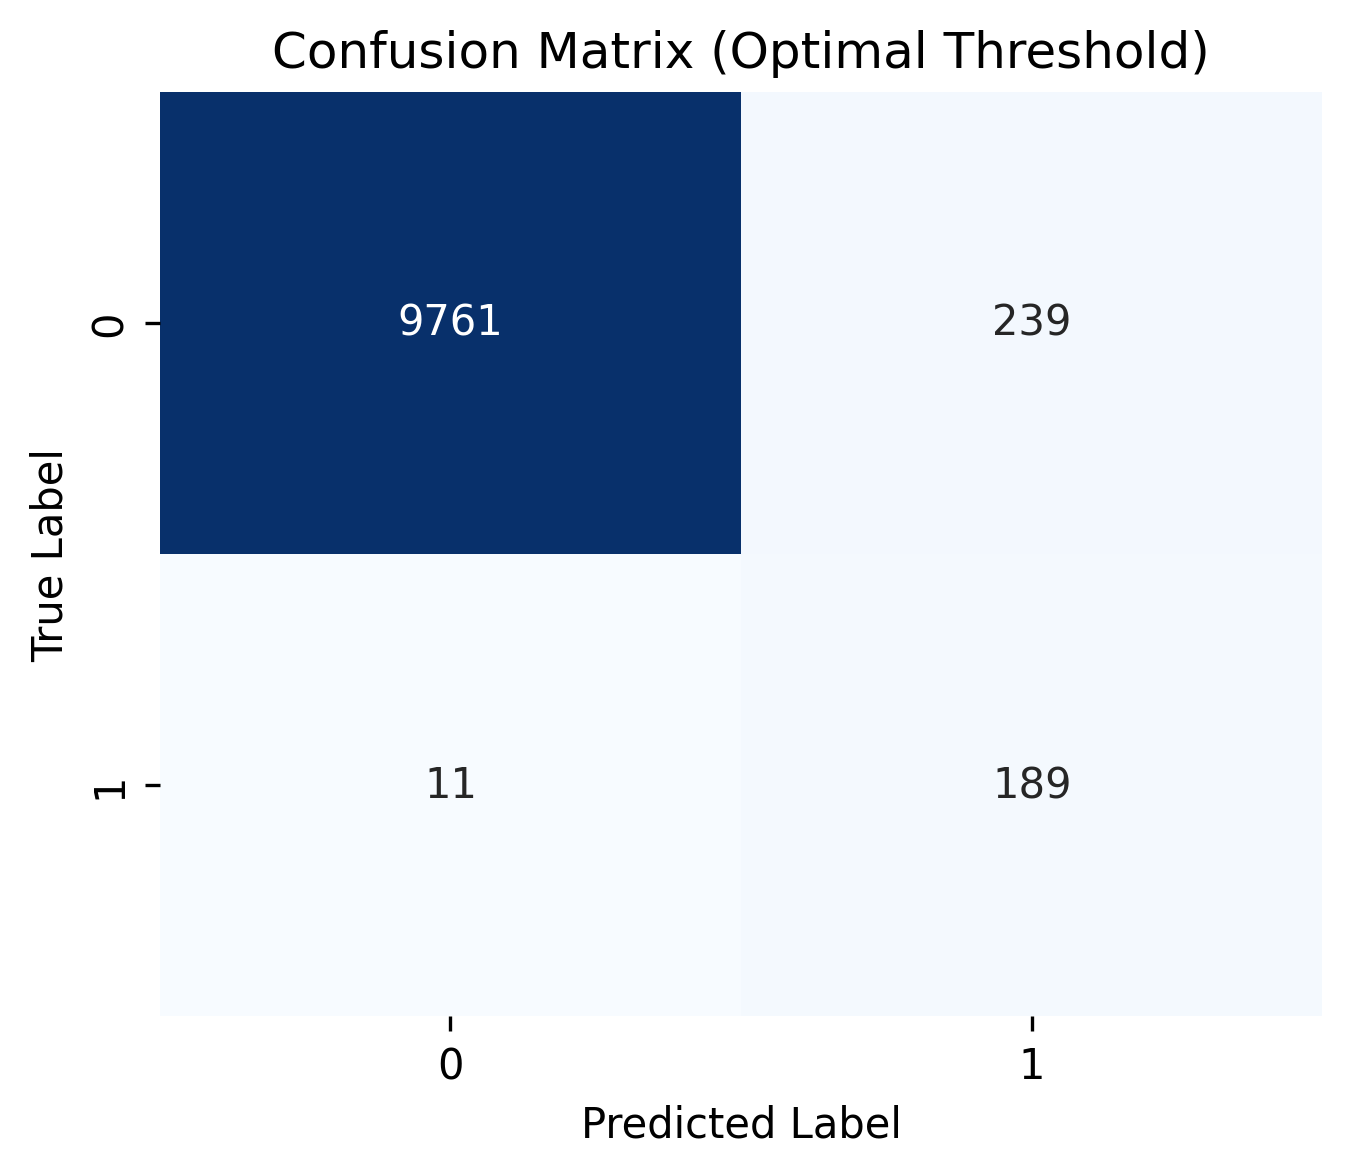 Confusion Matrix (Optimal Threshold)
True Label
0
9761
239
1
11
189
0
1
Predicted Label